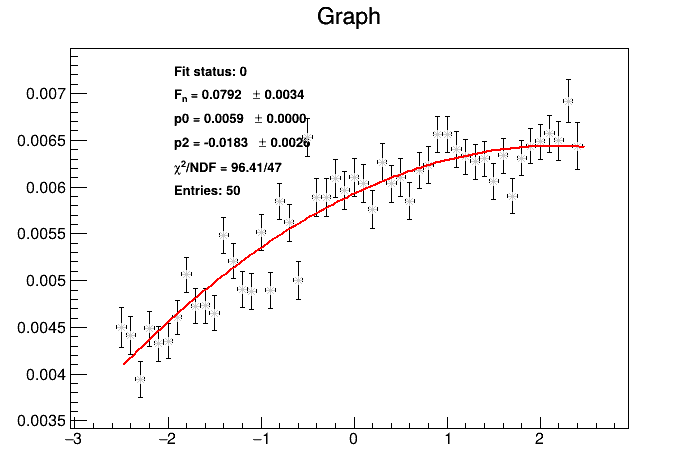 Graph
Fit status: 0
Fn = 0.0792 ± 0.0034
p0 = 0.0059 ± 0.0000
p2 = -0.0183 ± 0.0026
χ²/NDF = 96.41/47
Entries: 50
0.007
0.0065
0.006
0.0055
0.005
0.0045
0.004
0.0035
−3 −2 −1 0 1 2